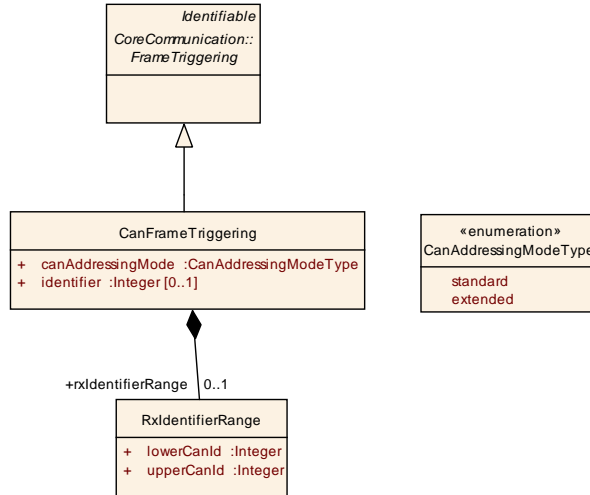 Identifiable
CoreCommunication::
FrameTriggering
CanFrameTriggering
+ canAddressingMode :CanAddressingModeType
+ identifier :Integer [0..1]
«enumeration»
CanAddressingModeType
standard
extended
+rxIdentifierRange 0..1
RxIdentifierRange
+ lowerCanId :Integer
+ upperCanId :Integer